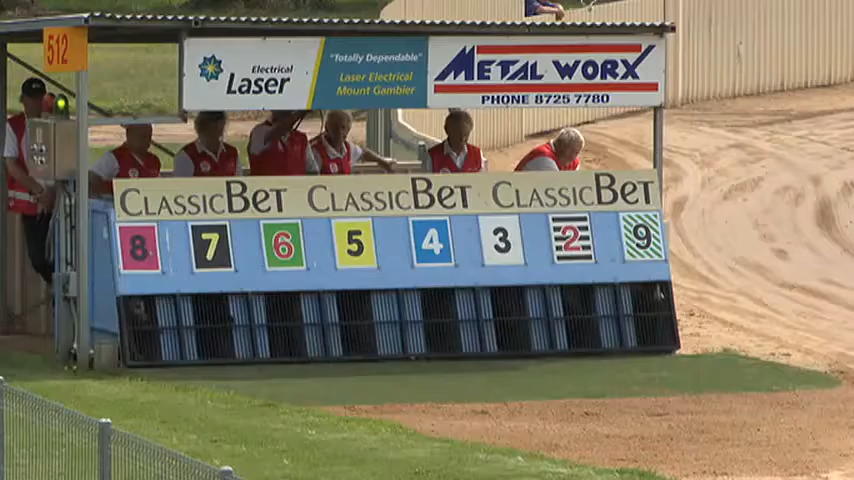 512
Electrical
Laser
"Totally Dependable"
Laser Electrical
Mount Gambier
METAL WORX
PHONE 8725 7780
CLASSICBET CLASSICBET CLASSICBET CLASSICBET
8 7 6 5 4 3 2 9